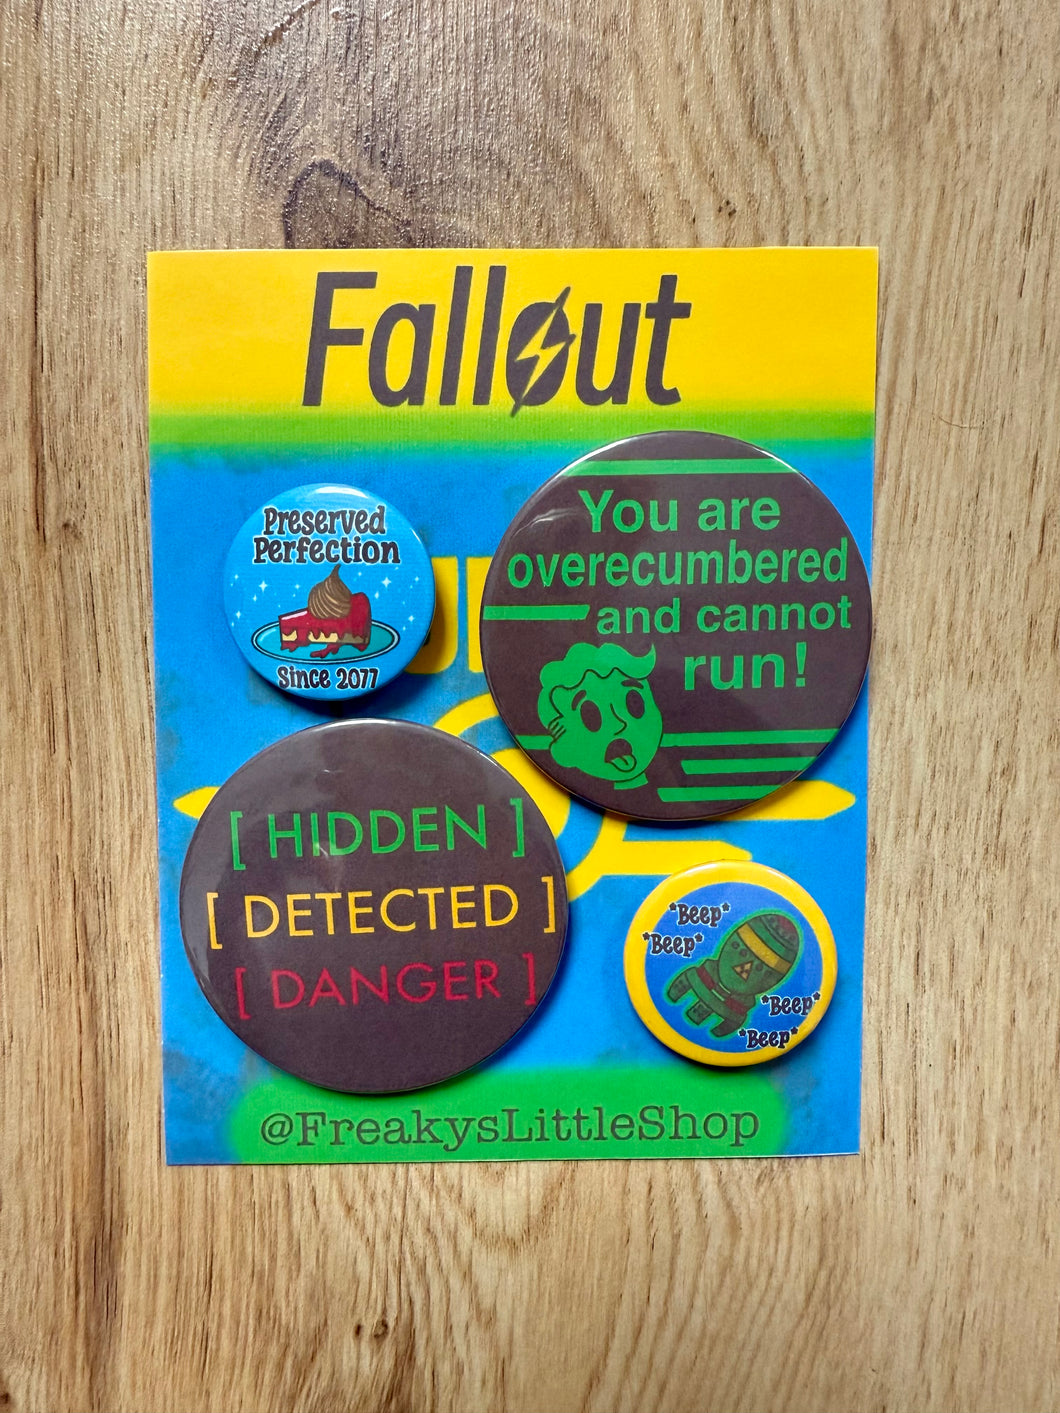 Fallout
Preserved
Perfection
Since 2077
You are
overecumbered
and cannot
run!
[ HIDDEN ]
[ DETECTED ]
[ DANGER ]
*Beep*
*Beep*
*Beep*
*Beep*
@FreakysLittleShop